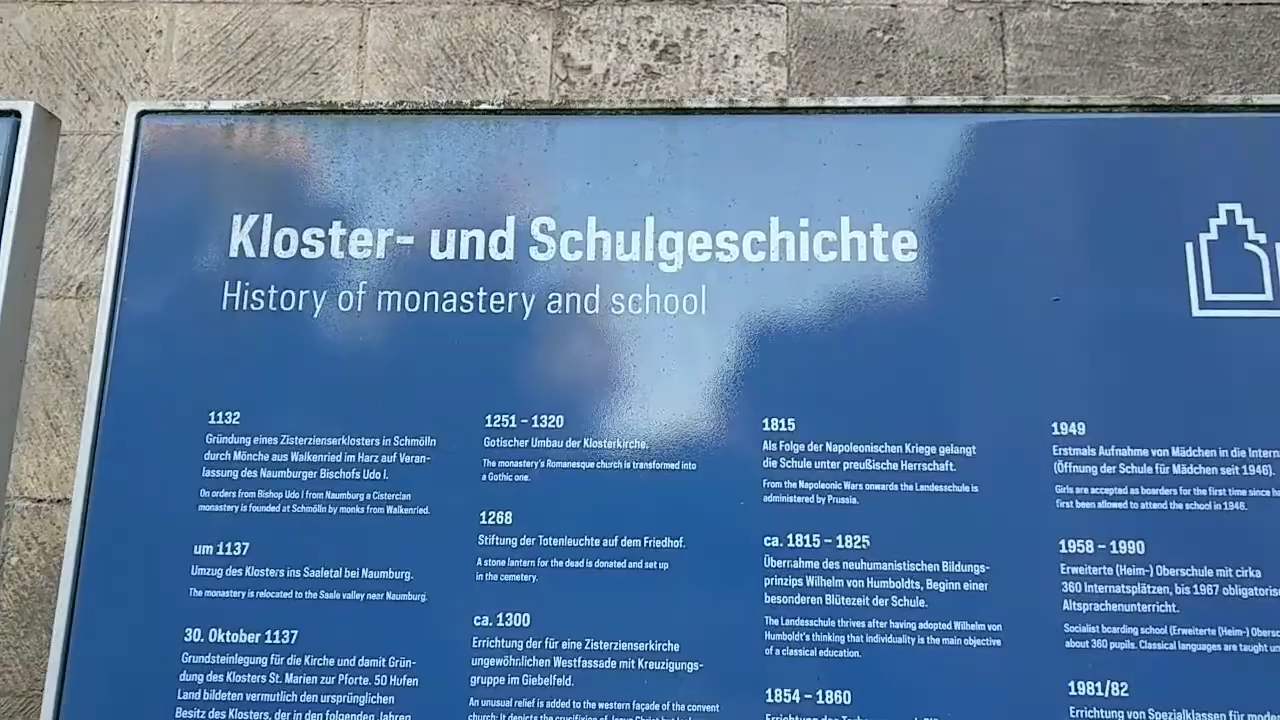 Kloster- und Schulgeschichte
History of monastery and school
1132
Gründung eines Zisterzienserklosters in Schmölln
durch Mönche aus Walkenried im Harz auf Veran-
lassung des Naumburger Bischofs Udo I.
On orders from Bishop Udo I from Naumburg a Cistercian
monastery is founded at Schmölln by monks from Walkenried.
um 1137
Umzug des Klosters ins Saaletal bei Naumburg.
The monastery is relocated to the Saale valley near Naumburg.
30. Oktober 1137
Grundsteinlegung für die Kirche und damit Grün-
dung des Klosters St. Marien zur Pforte. 50 Hufen
Land bildeten vermutlich den ursprünglichen
Besitz des Klosters, der in den folgenden Jahren
1251 – 1320
Gotischer Umbau der Klosterkirche.
The monastery's Romanesque church is transformed into
a Gothic one.
1268
Stiftung der Totenleuchte auf dem Friedhof.
A stone lantern for the dead is donated and set up
in the cemetery.
ca. 1300
Errichtung der für eine Zisterzienserkirche
ungewöhnlichen Westfassade mit Kreuzigungs-
gruppe im Giebelfeld.
An unusual relief is added to the western façade of the convent
church: It depicts the crucifixion of Jesus Christ
1815
Als Folge der Napoleonischen Kriege gelangt
die Schule unter preußische Herrschaft.
From the Napoleonic Wars onwards the Landesschule is
administered by Prussia.
ca. 1815 – 1825
Übernahme des neuhumanistischen Bildungs-
prinzips Wilhelm von Humboldts, Beginn einer
besonderen Blütezeit der Schule.
The Landesschule thrives after having adopted Wilhelm von
Humboldt's thinking that individuality is the main objective
of a classical education.
1854 – 1860
Errichtung des
1949
Erstmals Aufnahme von Mädchen in die Intern
(Öffnung der Schule für Mädchen seit 1946).
Girls are accepted as boarders for the first time since ha
first been allowed to attend the school in 1946.
1958 – 1990
Erweiterte (Heim-) Oberschule mit cirka
360 Internatsplätzen, bis 1967 obligatoris
Altsprachenunterricht.
Socialist boarding school (Erweiterte (Heim-) Obersc
about 360 pupils. Classical languages are taught un
1981/82
Errichtung von Spezialklassen für mode